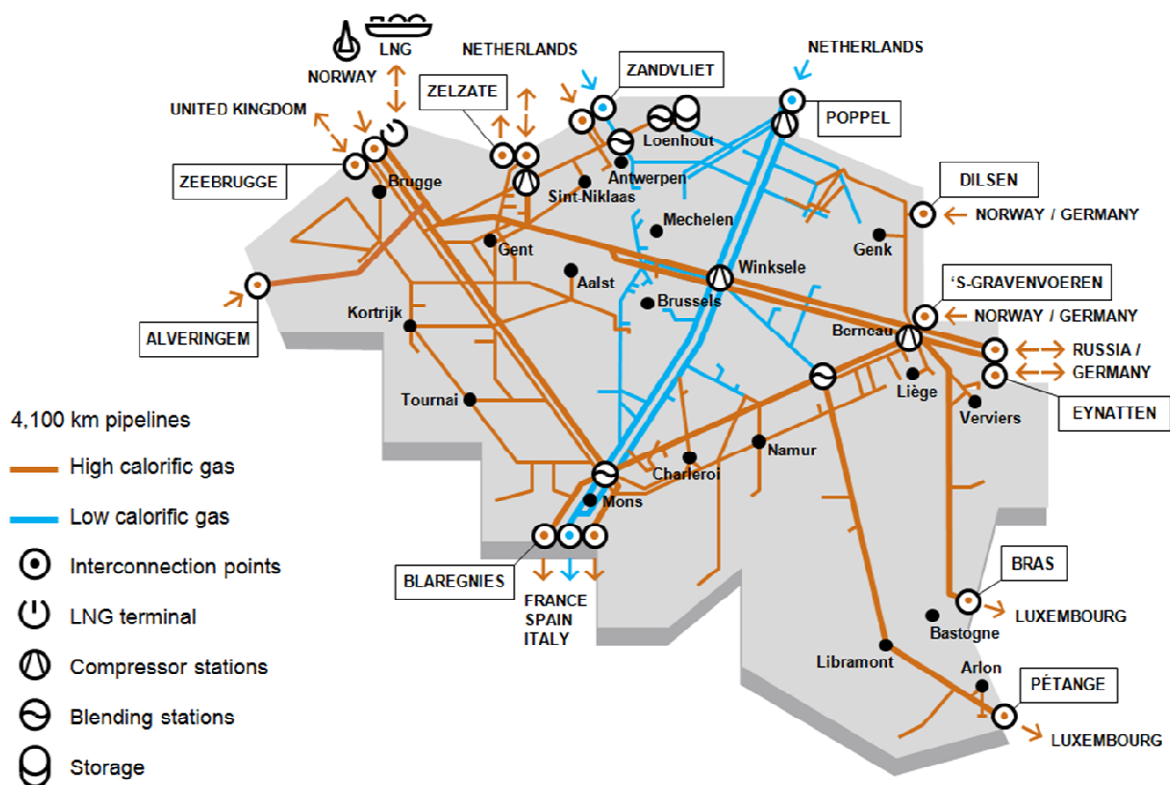 LNG
NORWAY
NETHERLANDS
NETHERLANDS
ZANDVLIET
ZELZATE
UNITED KINGDOM
POPPEL
Loenhout
ZEEBRUGGE
Brugge
Antwerpen
Sint-Niklaas
DILSEN
NORWAY / GERMANY
Mechelen
Gent
Genk
Winksele
Aalst
'S-GRAVENVOEREN
Brussels
Kortrijk
NORWAY / GERMANY
ALVERINGEM
Berneau
RUSSIA /
GERMANY
Liège
Tournai
Verviers
EYNATTEN
4,100 km pipelines
Namur
High calorific gas
Charleroi
Mons
Low calorific gas
Interconnection points
BLAREGNIES
BRAS
FRANCE
SPAIN
ITALY
LUXEMBOURG
LNG terminal
Bastogne
Libramont
Arlon
Compressor stations
PÉTANGE
Blending stations
LUXEMBOURG
Storage